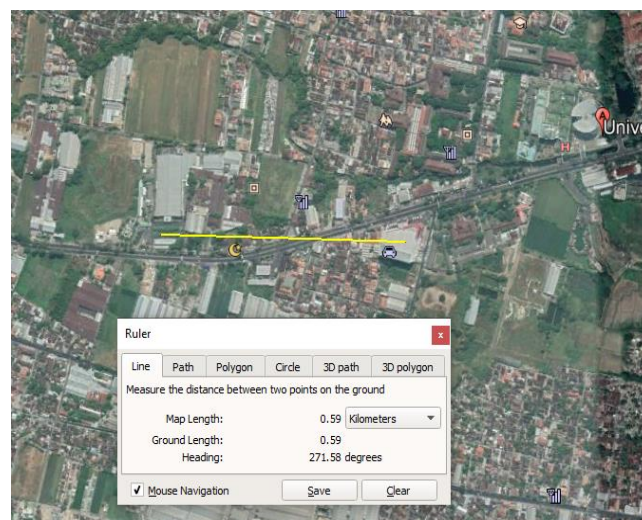 A
Unive
H
Ruler
x
Line Path Polygon Circle 3D path 3D polygon
Measure the distance between two points on the ground
Map Length: 0.59 Kilometers
Ground Length: 0.59
Heading: 271.58 degrees
Mouse Navigation Save Clear